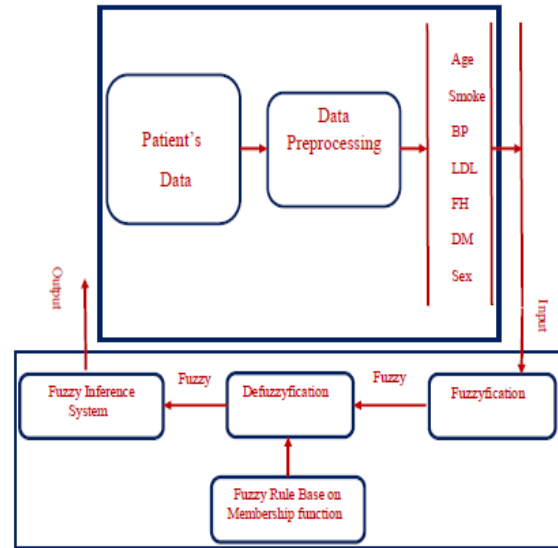 Patient's
Data
Data
Preprocessing
Age
Smoke
BP
LDL
FH
DM
Sex
Output
Input
Fuzzy Inference
System
Fuzzy
Defuzzyfication
Fuzzy
Fuzzyfication
Fuzzy Rule Base on
Membership function